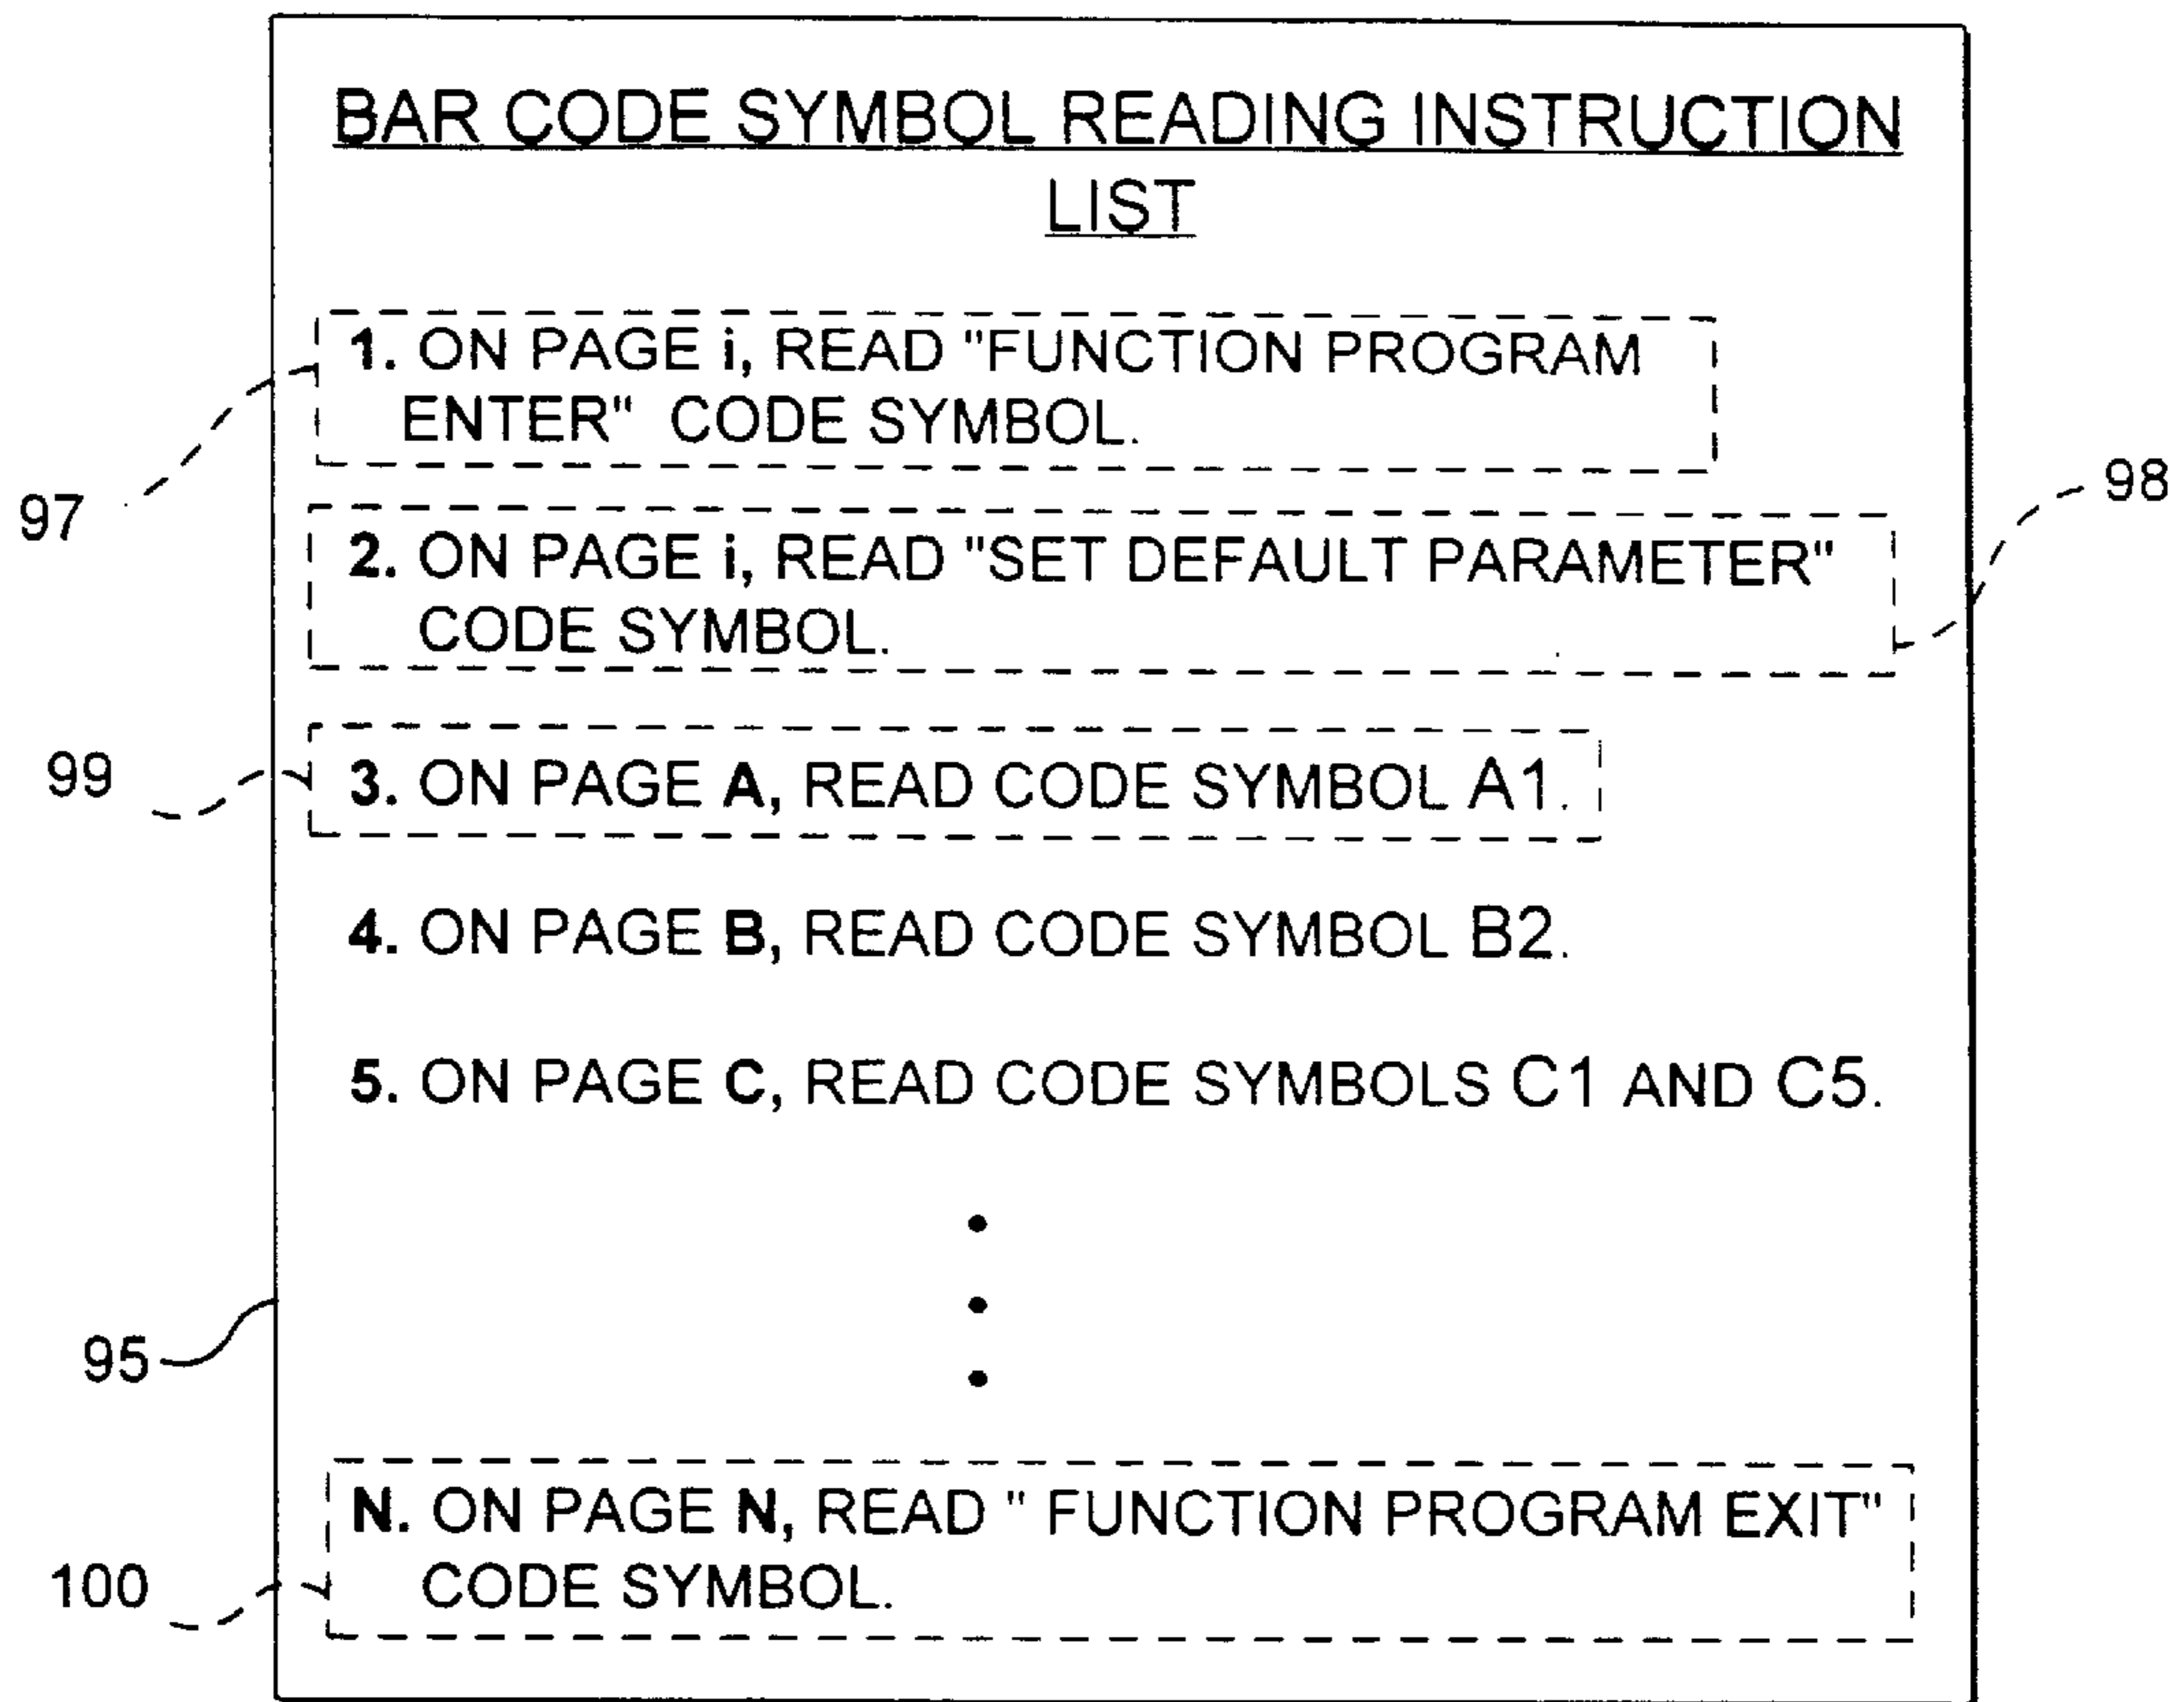 BAR CODE SYMBOL READING INSTRUCTION
LIST
1. ON PAGE i, READ "FUNCTION PROGRAM
ENTER" CODE SYMBOL.
97
98
2. ON PAGE i, READ "SET DEFAULT PARAMETER"
CODE SYMBOL.
99
3. ON PAGE A, READ CODE SYMBOL A1.
4. ON PAGE B, READ CODE SYMBOL B2.
5. ON PAGE C, READ CODE SYMBOLS C1 AND C5.
95
N. ON PAGE N, READ " FUNCTION PROGRAM EXIT"
CODE SYMBOL.
100